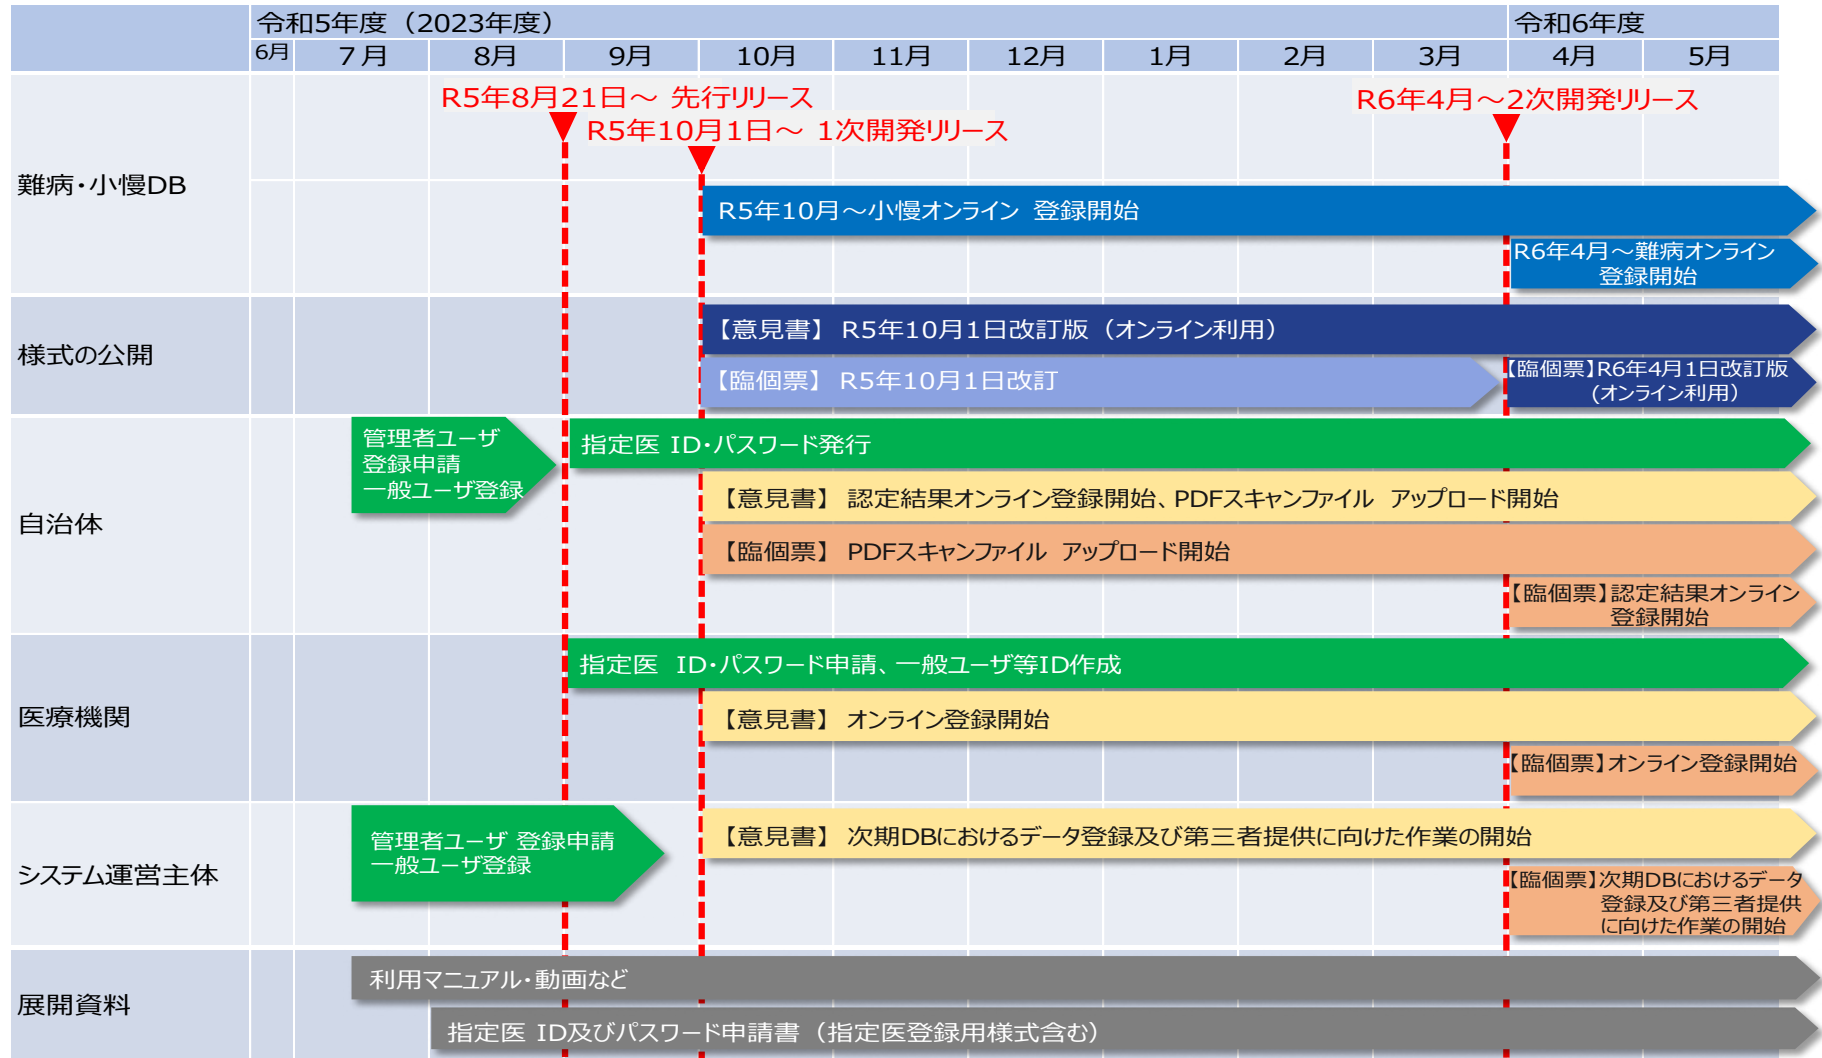 令和5年度（2023年度）
令和6年度
6月
7月
8月
9月
10月
11月
12月
1月
2月
3月
4月
5月
難病・小慢DB
R5年8月21日～ 先行リリース
R5年10月1日～ 1次開発リリース
R6年4月～2次開発リリース
R5年10月～小慢オンライン 登録開始
R6年4月～難病オンライン
登録開始
様式の公開
【意見書】 R5年10月1日改訂版（オンライン利用）
【臨個票】 R5年10月1日改訂
【臨個票】R6年4月1日改訂版
(オンライン利用）
自治体
管理者ユーザ
登録申請
一般ユーザ登録
指定医 ID・パスワード発行
【意見書】 認定結果オンライン登録開始、PDFスキャンファイル アップロード開始
【臨個票】 PDFスキャンファイル アップロード開始
【臨個票】認定結果オンライン
登録開始
医療機関
指定医 ID・パスワード申請、一般ユーザ等ID作成
【意見書】 オンライン登録開始
【臨個票】オンライン登録開始
システム運営主体
管理者ユーザ 登録申請
一般ユーザ登録
【意見書】 次期DBにおけるデータ登録及び第三者提供に向けた作業の開始
【臨個票】次期DBにおけるデータ
登録及び第三者提供
に向けた作業の開始
展開資料
利用マニュアル・動画など
指定医 ID及びパスワード申請書（指定医登録用様式含む）